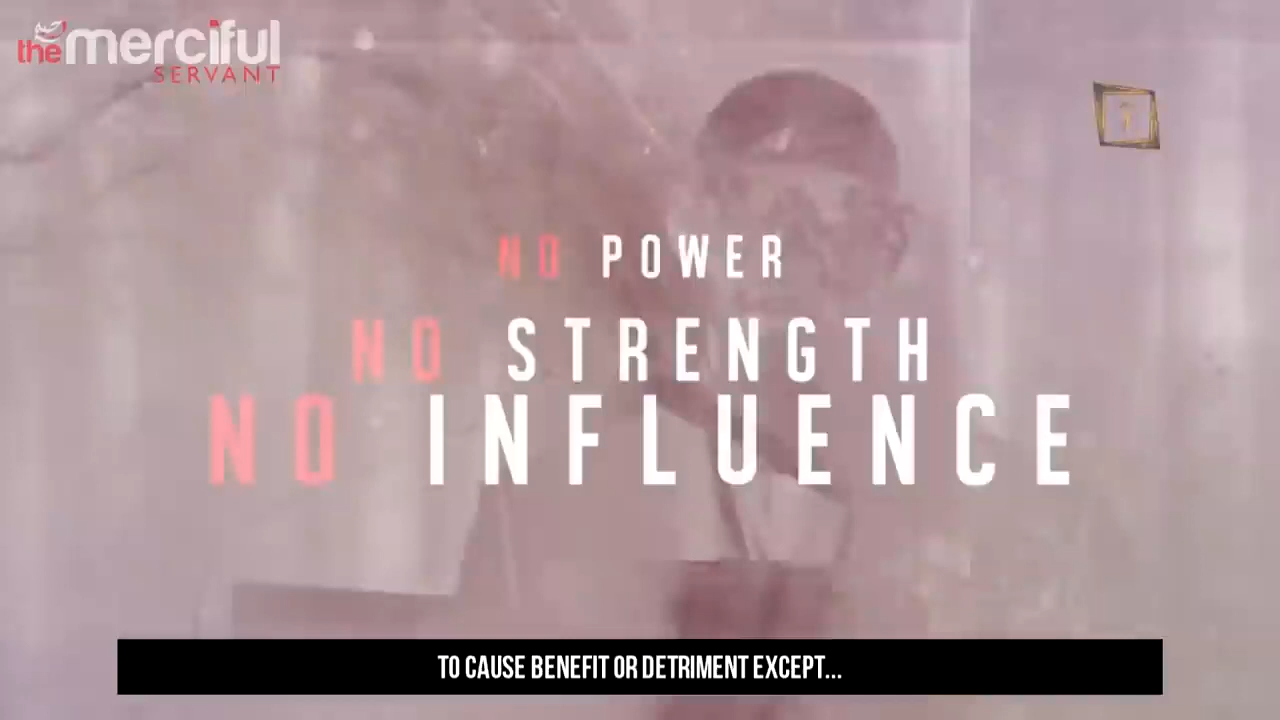 the merciful
SERVANT
NO POWER
NO STRENGTH
NO INFLUENCE
TO CAUSE BENEFIT OR DETRIMENT EXCEPT...